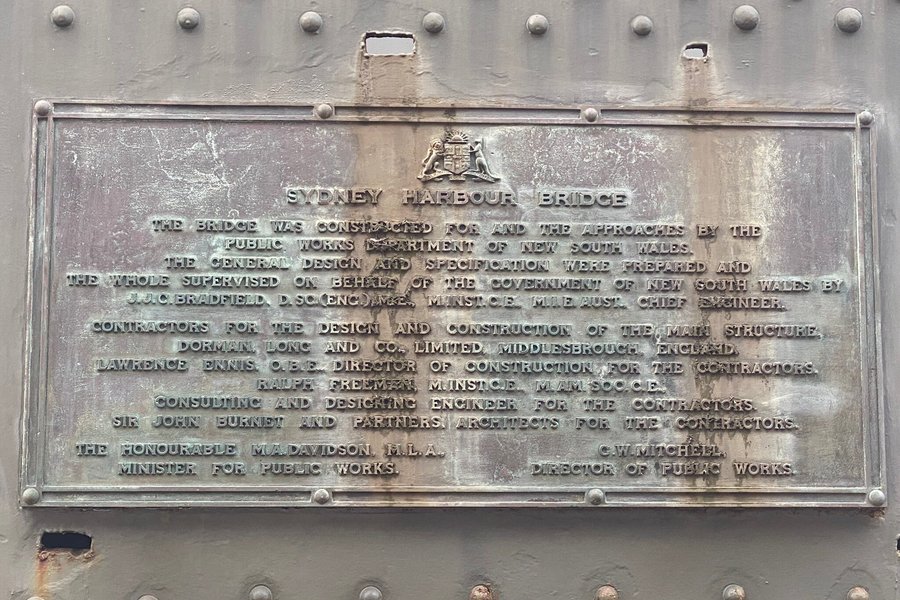 SYDNEY HARBOUR BRIDGE
THE BRIDGE WAS CONSTRUCTED FOR AND THE APPROACHES BY THE
PUBLIC WORKS DEPARTMENT OF NEW SOUTH WALES.
THE GENERAL DESIGN AND SPECIFICATION WERE PREPARED AND
THE WHOLE SUPERVISED ON BEHALF OF THE GOVERNMENT OF NEW SOUTH WALES BY
J.J.C. BRADFIELD, D.SC.(ENG.) M.E., M.INST.C.E., M.I.E.AUST., CHIEF ENGINEER.
CONTRACTORS FOR THE DESIGN AND CONSTRUCTION OF THE MAIN STRUCTURE,
DORMAN, LONG AND CO., LIMITED, MIDDLESBROUGH, ENGLAND.
LAWRENCE ENNIS, O.B.E., DIRECTOR OF CONSTRUCTION FOR THE CONTRACTORS.
RALPH FREEMAN, M.INST.C.E., M.AM.SOC.C.E.,
CONSULTING AND DESIGNING ENGINEER FOR THE CONTRACTORS.
SIR JOHN BURNET AND PARTNERS, ARCHITECTS FOR THE CONTRACTORS.
THE HONOURABLE M.A. DAVIDSON, M.L.A.,
MINISTER FOR PUBLIC WORKS.
C.W. MITCHELL,
DIRECTOR OF PUBLIC WORKS.